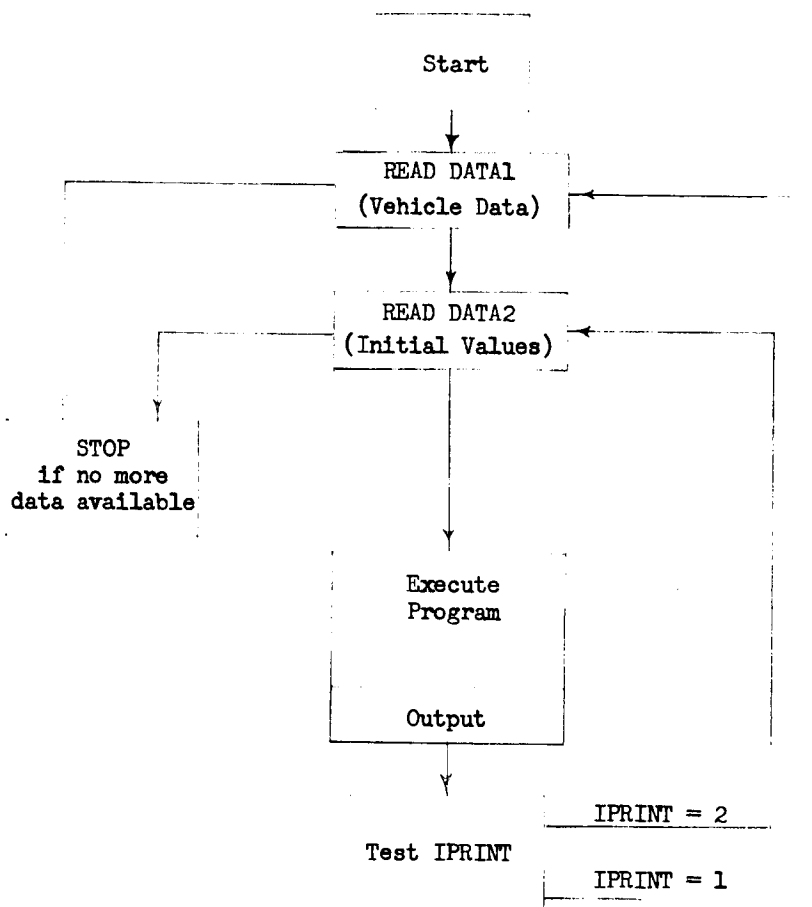 Start
READ DATA1
(Vehicle Data)
READ DATA2
(Initial Values)
STOP
if no more
data available
Execute
Program
Output
IPRINT = 2
Test IPRINT
IPRINT = 1